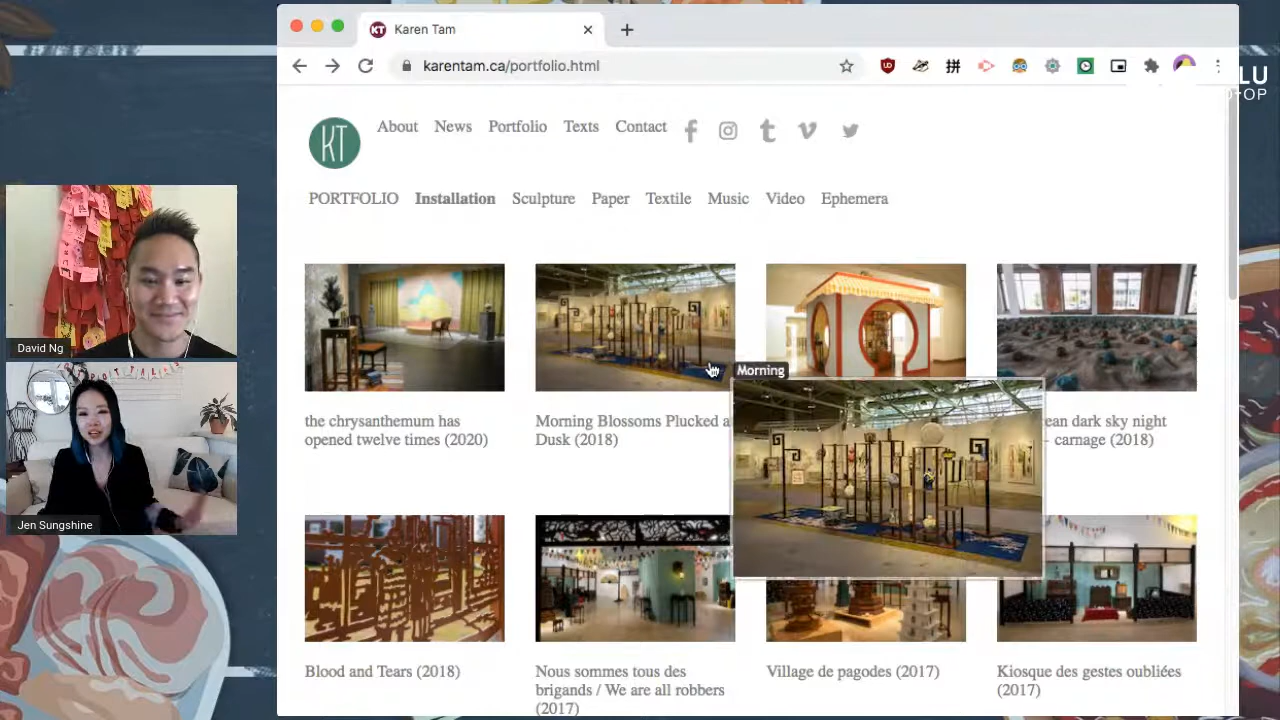 Karen Tam
karentam.ca/portfolio.html
LU
OP
KT
About News Portfolio Texts Contact
PORTFOLIO Installation Sculpture Paper Textile Music Video Ephemera
David Ng
Jen Sungshine
Morning
the chrysanthemum has
opened twelve times (2020)
Morning Blossoms Plucked a
Dusk (2018)
ean dark sky night
- carnage (2018)
Blood and Tears (2018)
Nous sommes tous des
brigands / We are all robbers
(2017)
Village de pagodes (2017)
Kiosque des gestes oubliées
(2017)